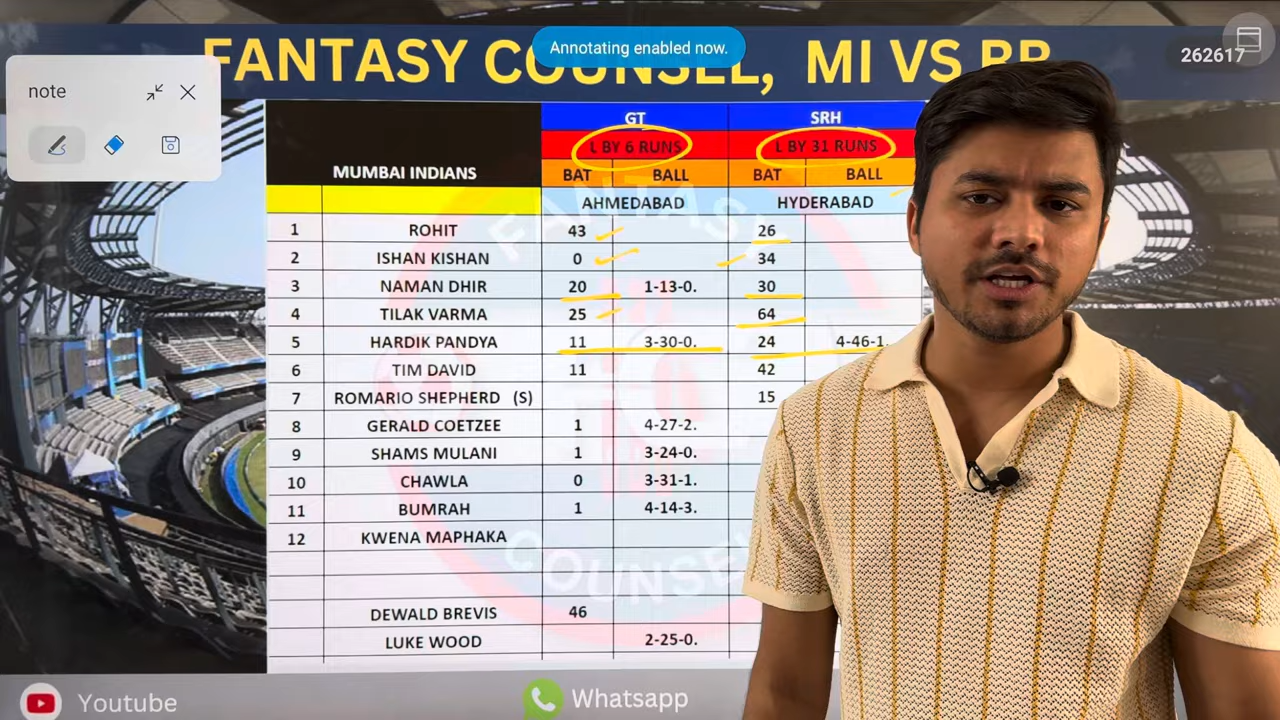 Annotating enabled now.
262617
FANTASY COUNSEL, MI VS RR
note
GT SRH
L BY 6 RUNS L BY 31 RUNS
MUMBAI INDIANS BAT BALL BAT BALL
AHMEDABAD HYDERABAD
1 ROHIT 43 26
2 ISHAN KISHAN 0 34
3 NAMAN DHIR 20 1-13-0. 30
4 TILAK VARMA 25 64
5 HARDIK PANDYA 11 3-30-0. 24 4-46-1.
6 TIM DAVID 11 42
7 ROMARIO SHEPHERD (S) 15
8 GERALD COETZEE 1 4-27-2.
9 SHAMS MULANI 1 3-24-0.
10 CHAWLA 0 3-31-1.
11 BUMRAH 1 4-14-3.
12 KWENA MAPHAKA
DEWALD BREVIS 46
LUKE WOOD 2-25-0.
FANTASY
COUNSEL
Youtube Whatsapp